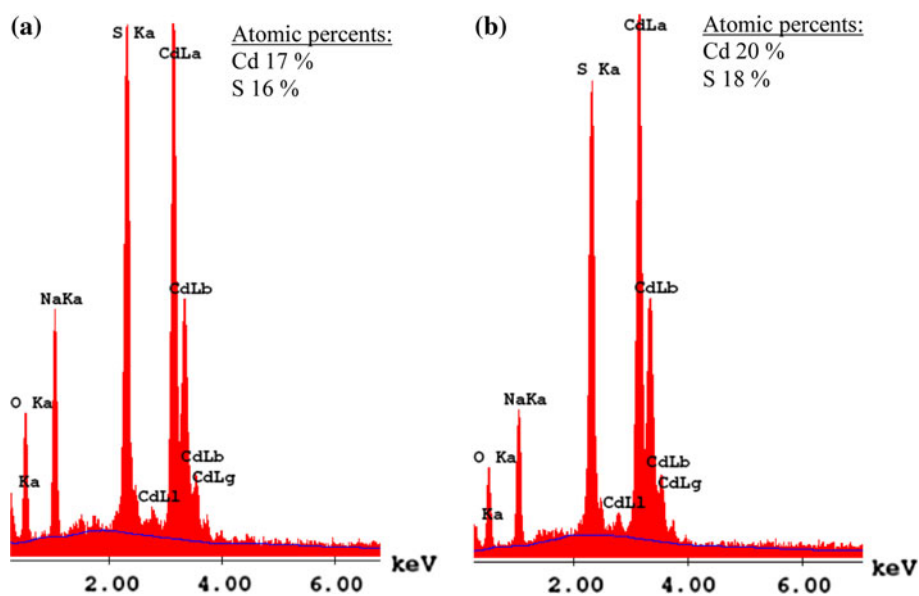 (a)
S Ka
CdLa
Atomic percents:
Cd 17 %
S 16 %
NaKa
CdLb
O Ka
Ka
CdLb
CdLg
CdLl
keV
2.00 4.00 6.00
(b)
CdLa
S Ka
Atomic percents:
Cd 20 %
S 18 %
CdLb
NaKa
O Ka
CdLb
CdLg
Ka
CdLl
keV
2.00 4.00 6.00